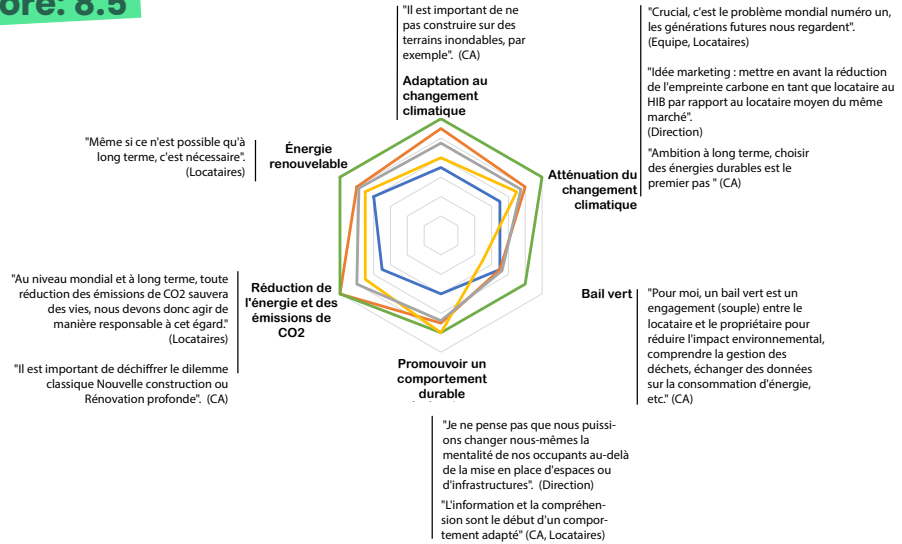 ore: 8.5
"Il est important de ne
pas construire sur des
terrains inondables, par
exemple". (CA)
Adaptation au
changement
climatique
"Crucial, c'est le problème mondial numéro un,
les générations futures nous regardent".
(Equipe, Locataires)
"Idée marketing : mettre en avant la réduction
de l'empreinte carbone en tant que locataire au
HIB par rapport au locataire moyen du même
marché".
(Direction)
"Ambition à long terme, choisir
des énergies durables est le
premier pas " (CA)
Atténuation du
changement
climatique
"Même si ce n'est possible qu'à
long terme, c'est nécessaire".
(Locataires)
Énergie
renouvelable
"Au niveau mondial et à long terme, toute
réduction des émissions de CO2 sauvera
des vies, nous devons donc agir de
manière responsable à cet égard."
(Locataires)
"Il est important de déchiffrer le dilemme
classique Nouvelle construction ou
Rénovation profonde". (CA)
Réduction de
l'énergie et des
émissions de
CO2
Bail vert
"Pour moi, un bail vert est un
engagement (souple) entre le
locataire et le propriétaire pour
réduire l'impact environnemental,
comprendre la gestion des
déchets, échanger des données
sur la consommation d'énergie,
etc." (CA)
Promouvoir un
comportement
durable
"Je ne pense pas que nous puissi-
ons changer nous-mêmes la
mentalité de nos occupants au-delà
de la mise en place d'espaces ou
d'infrastructures". (Direction)
"L'information et la compréhen-
sion sont le début d'un compor-
tement adapté" (CA, Locataires)